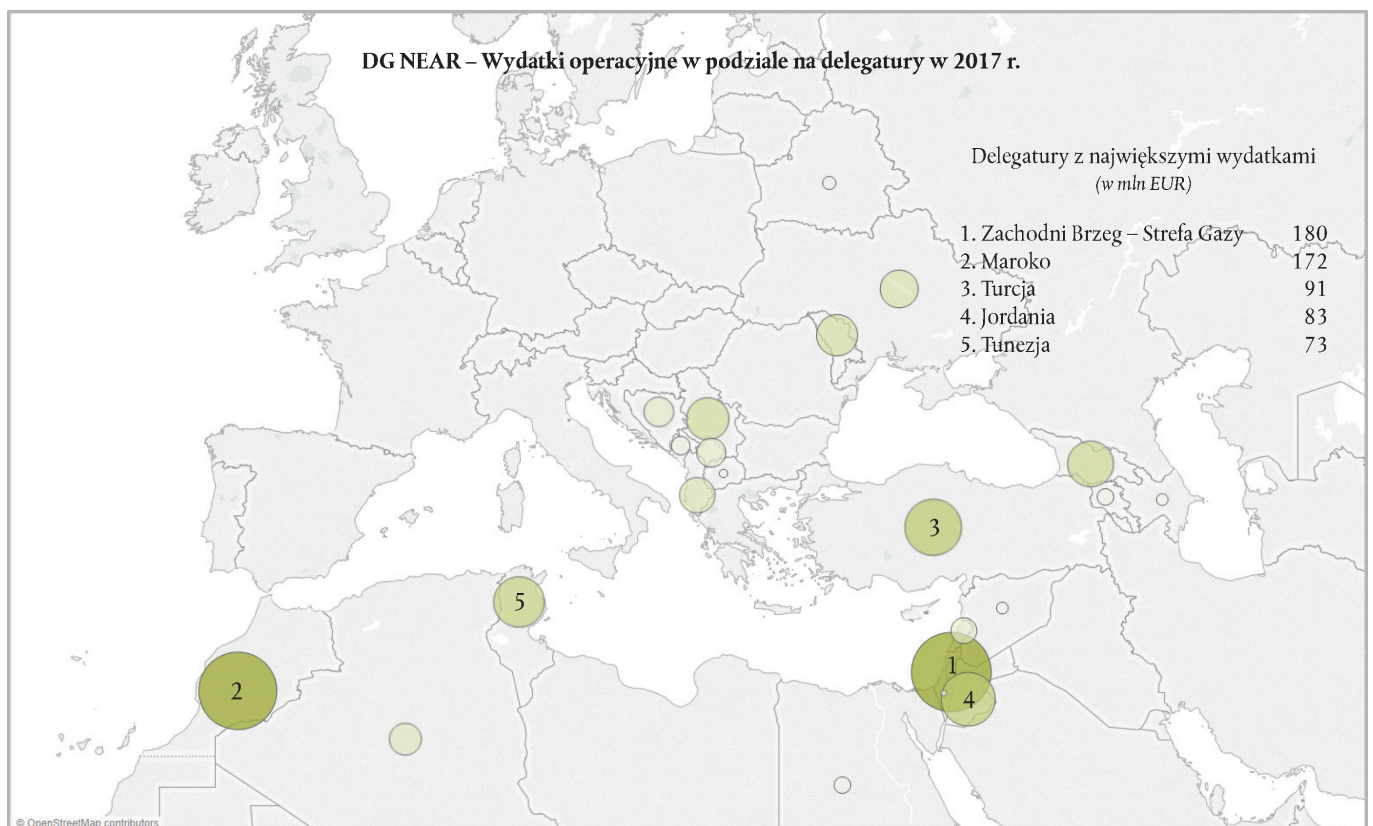 DG NEAR – Wydatki operacyjne w podziale na delegatury w 2017 r.
Delegatury z największymi wydatkami
(w mln EUR)
1. Zachodni Brzeg – Strefa Gazy 180
2. Maroko 172
3. Turcja 91
4. Jordania 83
5. Tunezja 73
3
5
1
2
4
© OpenStreetMap contributors